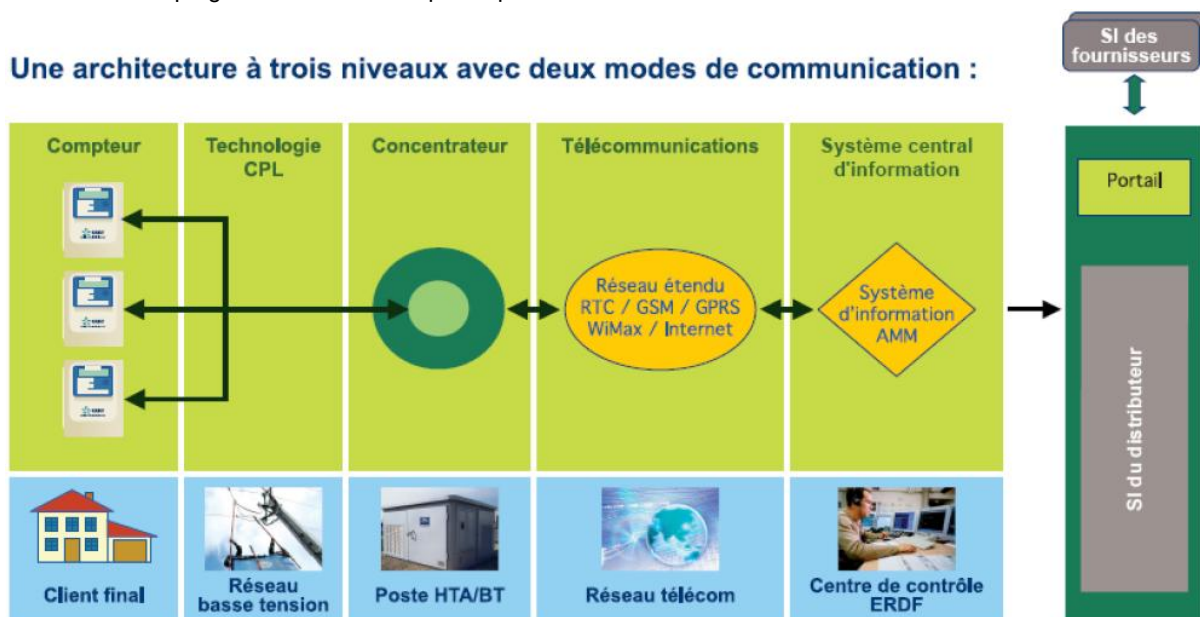 SI des
fournisseurs
Une architecture à trois niveaux avec deux modes de communication :
Compteur
Technologie
CPL
Concentrateur
Télécommunications
Système central
d'information
Portail
Réseau étendu
RTC / GSM / GPRS
WiMax / Internet
Système
d'information
AMM
SI du distributeur
Client final
Réseau
basse tension
Poste HTA/BT
Réseau télécom
Centre de contrôle
ERDF